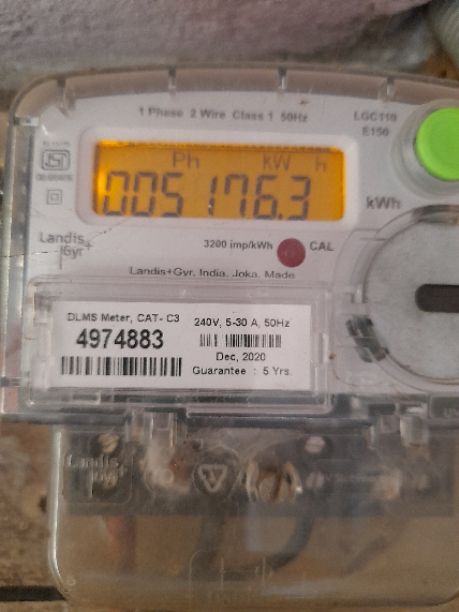 1 Phase 2 Wire Class 1 50Hz
LGC110
E150
Ph kW h
005176.3
kWh
Landis+
Gyr
3200 imp/kWh CAL
Landis+Gyr, India, Joka, Made
DLMS Meter, CAT- C3
4974883
240V, 5-30 A, 50Hz
Dec, 2020
Guarantee : 5 Yrs.
Landis
Gyr